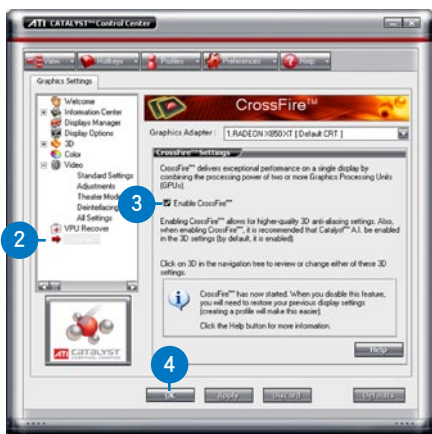 ATI CATALYST™ Control Center
View
Hotkeys
Profiles
Preferences
Help
Graphics Settings
Welcome
Information Center
Displays Manager
Display Options
3D
Color
Video
Standard Settings
Adjustments
Theater Mode
Deinterlacing
All Settings
VPU Recover
2
CrossFire™
Graphics Adapter:
1.RADEON X850 XT [ Default CRT ]
CrossFire™ Settings
CrossFire™ delivers exceptional performance on a single display by
combining the processing power of two or more Graphics Processing Units
(GPUs).
3
Enable CrossFire™
Enabling CrossFire™ allows for higher-quality 3D anti-aliasing settings. Also,
when enabling CrossFire™, it is recommended that Catalyst™ A.I. be enabled
in the 3D settings (by default, it is enabled).
Click on 3D in the navigation tree to review or change either of these 3D
settings.
CrossFire™ has now started. When you disable this feature,
you will need to restore your previous display settings
(creating a profile will make this easier).
Click the Help button for more information.
Help
ATI CATALYST
CONTROL CENTER
4
OK
Apply
Discard
Defaults